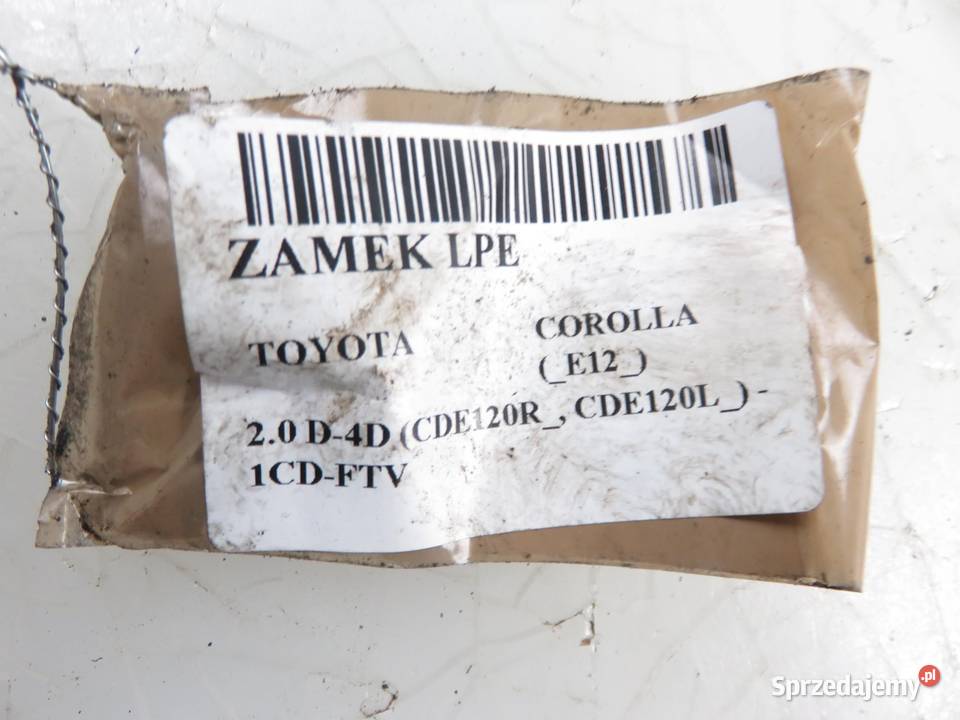 ZAMEK LPE
TOYOTA COROLLA
(_E12_)
2.0 D-4D (CDE120R_, CDE120L_) -
1CD-FTV
Sprzedajemy.pl